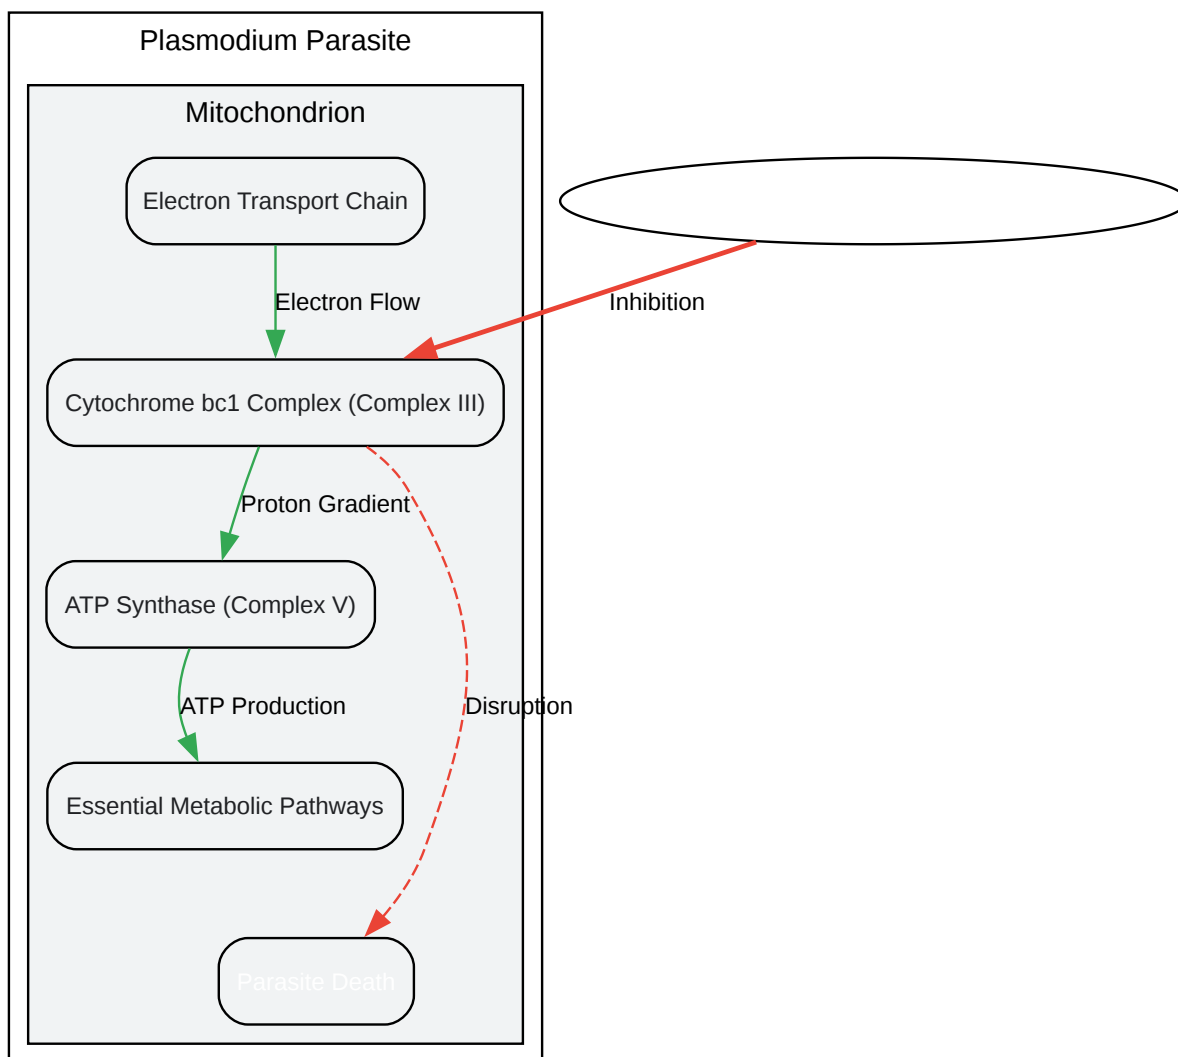 Plasmodium Parasite
Mitochondrion
Electron Transport Chain
Electron Flow
Inhibition
Cytochrome bc1 Complex (Complex III)
Proton Gradient
ATP Synthase (Complex V)
ATP Production
Disruption
Essential Metabolic Pathways
Parasite Death